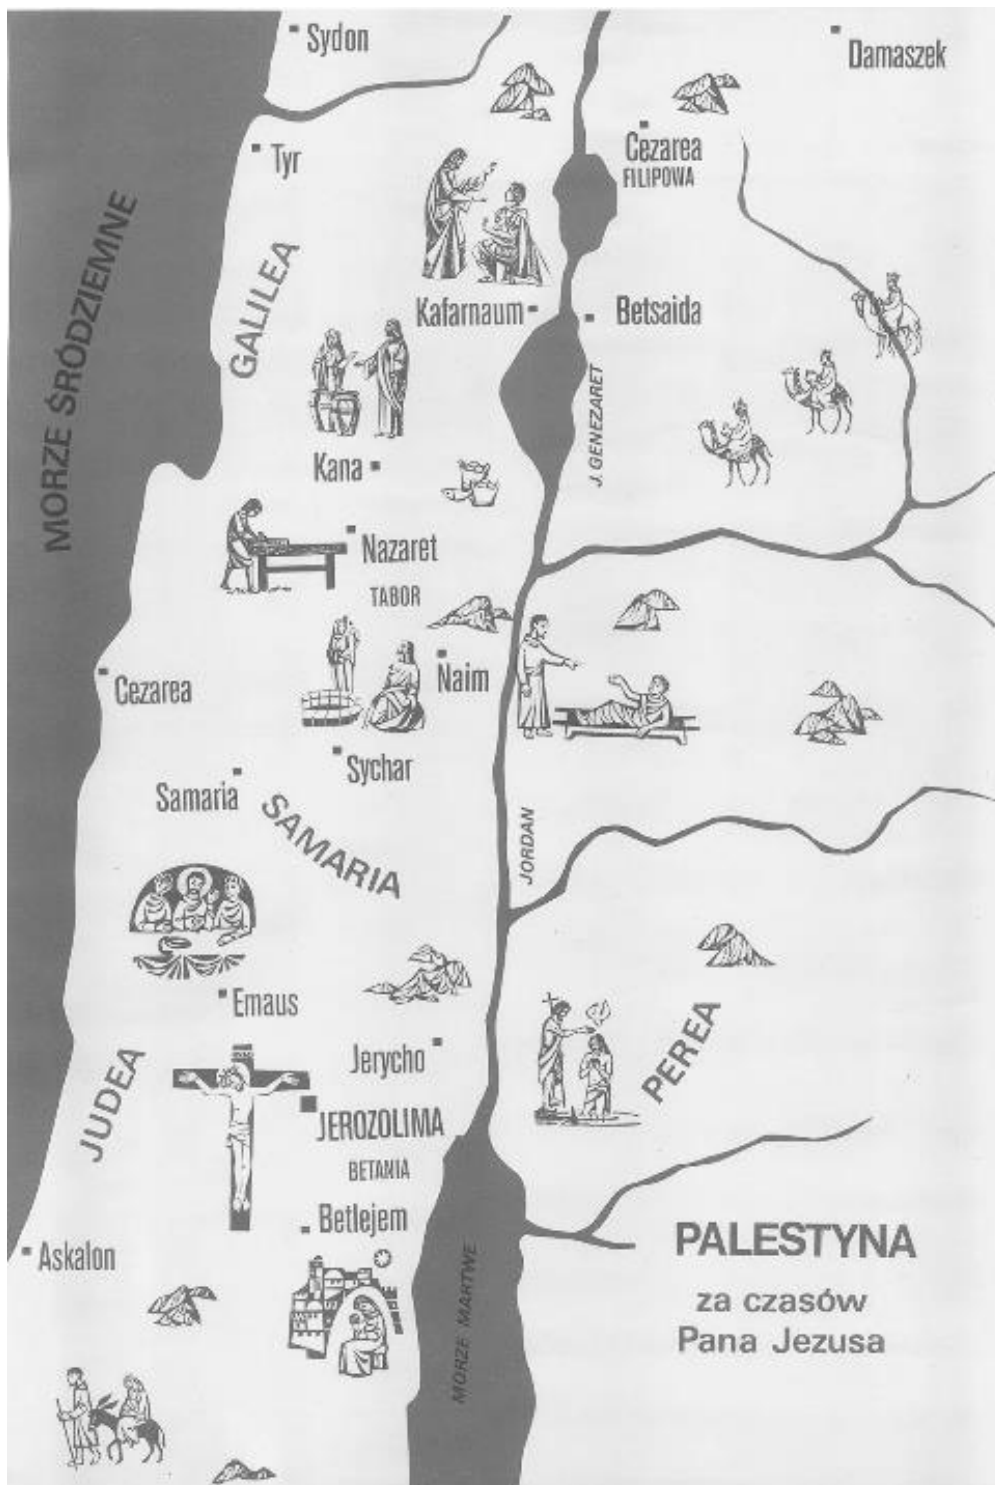 Sydon
Damaszek
Cezarea
FILIPOWA
Tyr
MORZE ŚRÓDZIEMNE
GALILEA
Kafarnaum
Betsaida
J. GENEZARET
Kana
Nazaret
TABOR
Naim
Cezarea
Sychar
Samaria
SAMARIA
JORDAN
Emaus
Jerycho
PEREA
JUDEA
JEROZOLIMA
BETANIA
Betlejem
Askalon
MORZE MARTWE
PALESTYNA
za czasów
Pana Jezusa